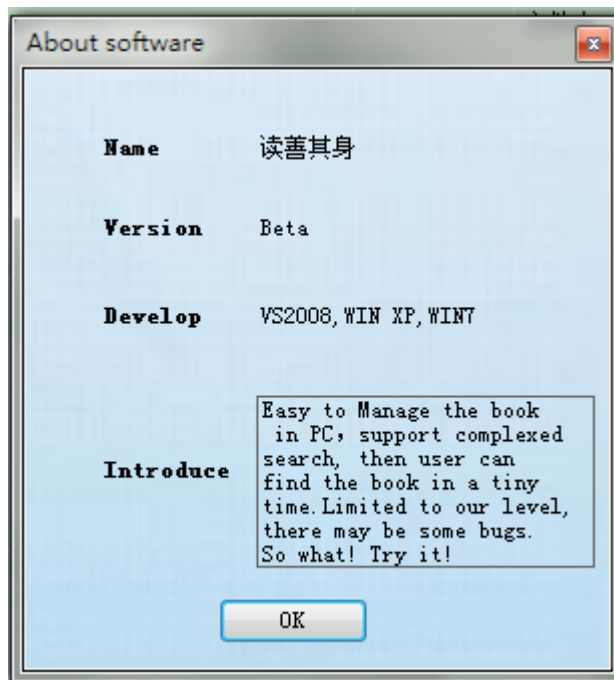 About software
Name 读善其身
Version Beta
Develop VS2008,WIN XP,WIN7
Introduce
Easy to Manage the book
in PC，support complexed
search, then user can
find the book in a tiny
time.Limited to our level,
there may be some bugs.
So what! Try it!
OK